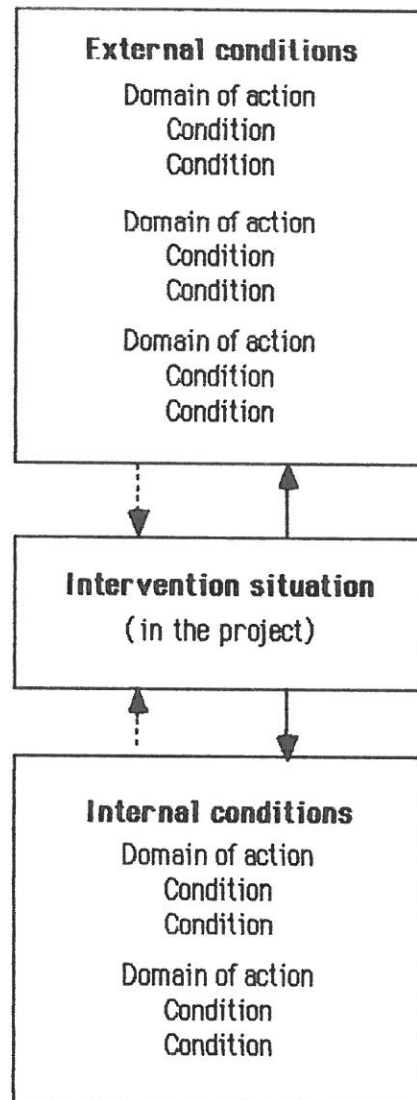 External conditions
Domain of action
Condition
Condition
Domain of action
Condition
Condition
Domain of action
Condition
Condition
Intervention situation
(in the project)
Internal conditions
Domain of action
Condition
Condition
Domain of action
Condition
Condition